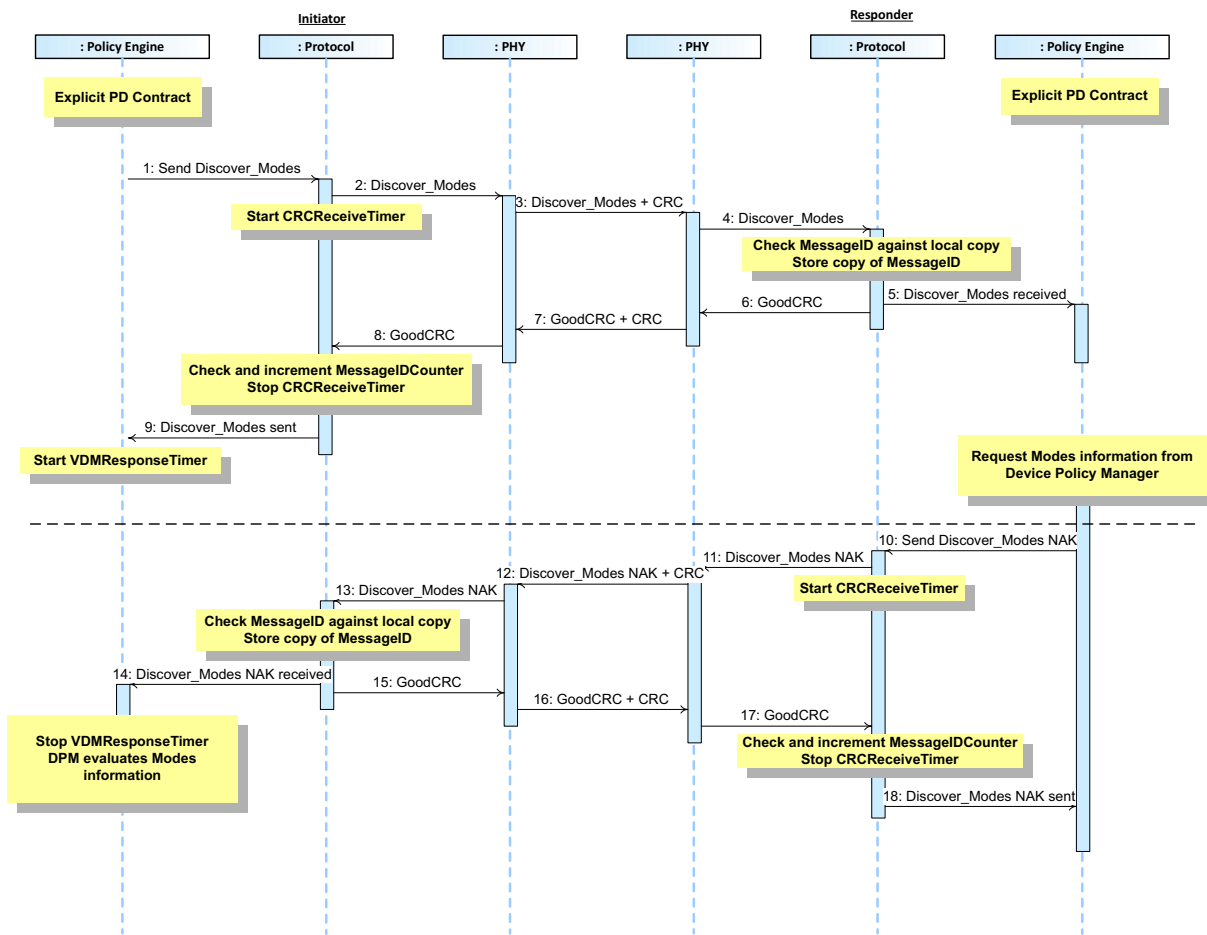 Initiator
Responder
: Policy Engine
: Protocol
: PHY
: PHY
: Protocol
: Policy Engine
Explicit PD Contract
Explicit PD Contract
1: Send Discover_Modes
2: Discover_Modes
3: Discover_Modes + CRC
Start CRCReceiveTimer
4: Discover_Modes
Check MessageID against local copy
Store copy of MessageID
5: Discover_Modes received
6: GoodCRC
7: GoodCRC + CRC
8: GoodCRC
Check and increment MessageIDCounter
Stop CRCReceiveTimer
9: Discover_Modes sent
Start VDMResponseTimer
Request Modes information from
Device Policy Manager
10: Send Discover_Modes NAK
11: Discover_Modes NAK
12: Discover_Modes NAK + CRC
Start CRCReceiveTimer
13: Discover_Modes NAK
Check MessageID against local copy
Store copy of MessageID
14: Discover_Modes NAK received
15: GoodCRC
16: GoodCRC + CRC
17: GoodCRC
Stop VDMResponseTimer
DPM evaluates Modes
information
Check and increment MessageIDCounter
Stop CRCReceiveTimer
18: Discover_Modes NAK sent